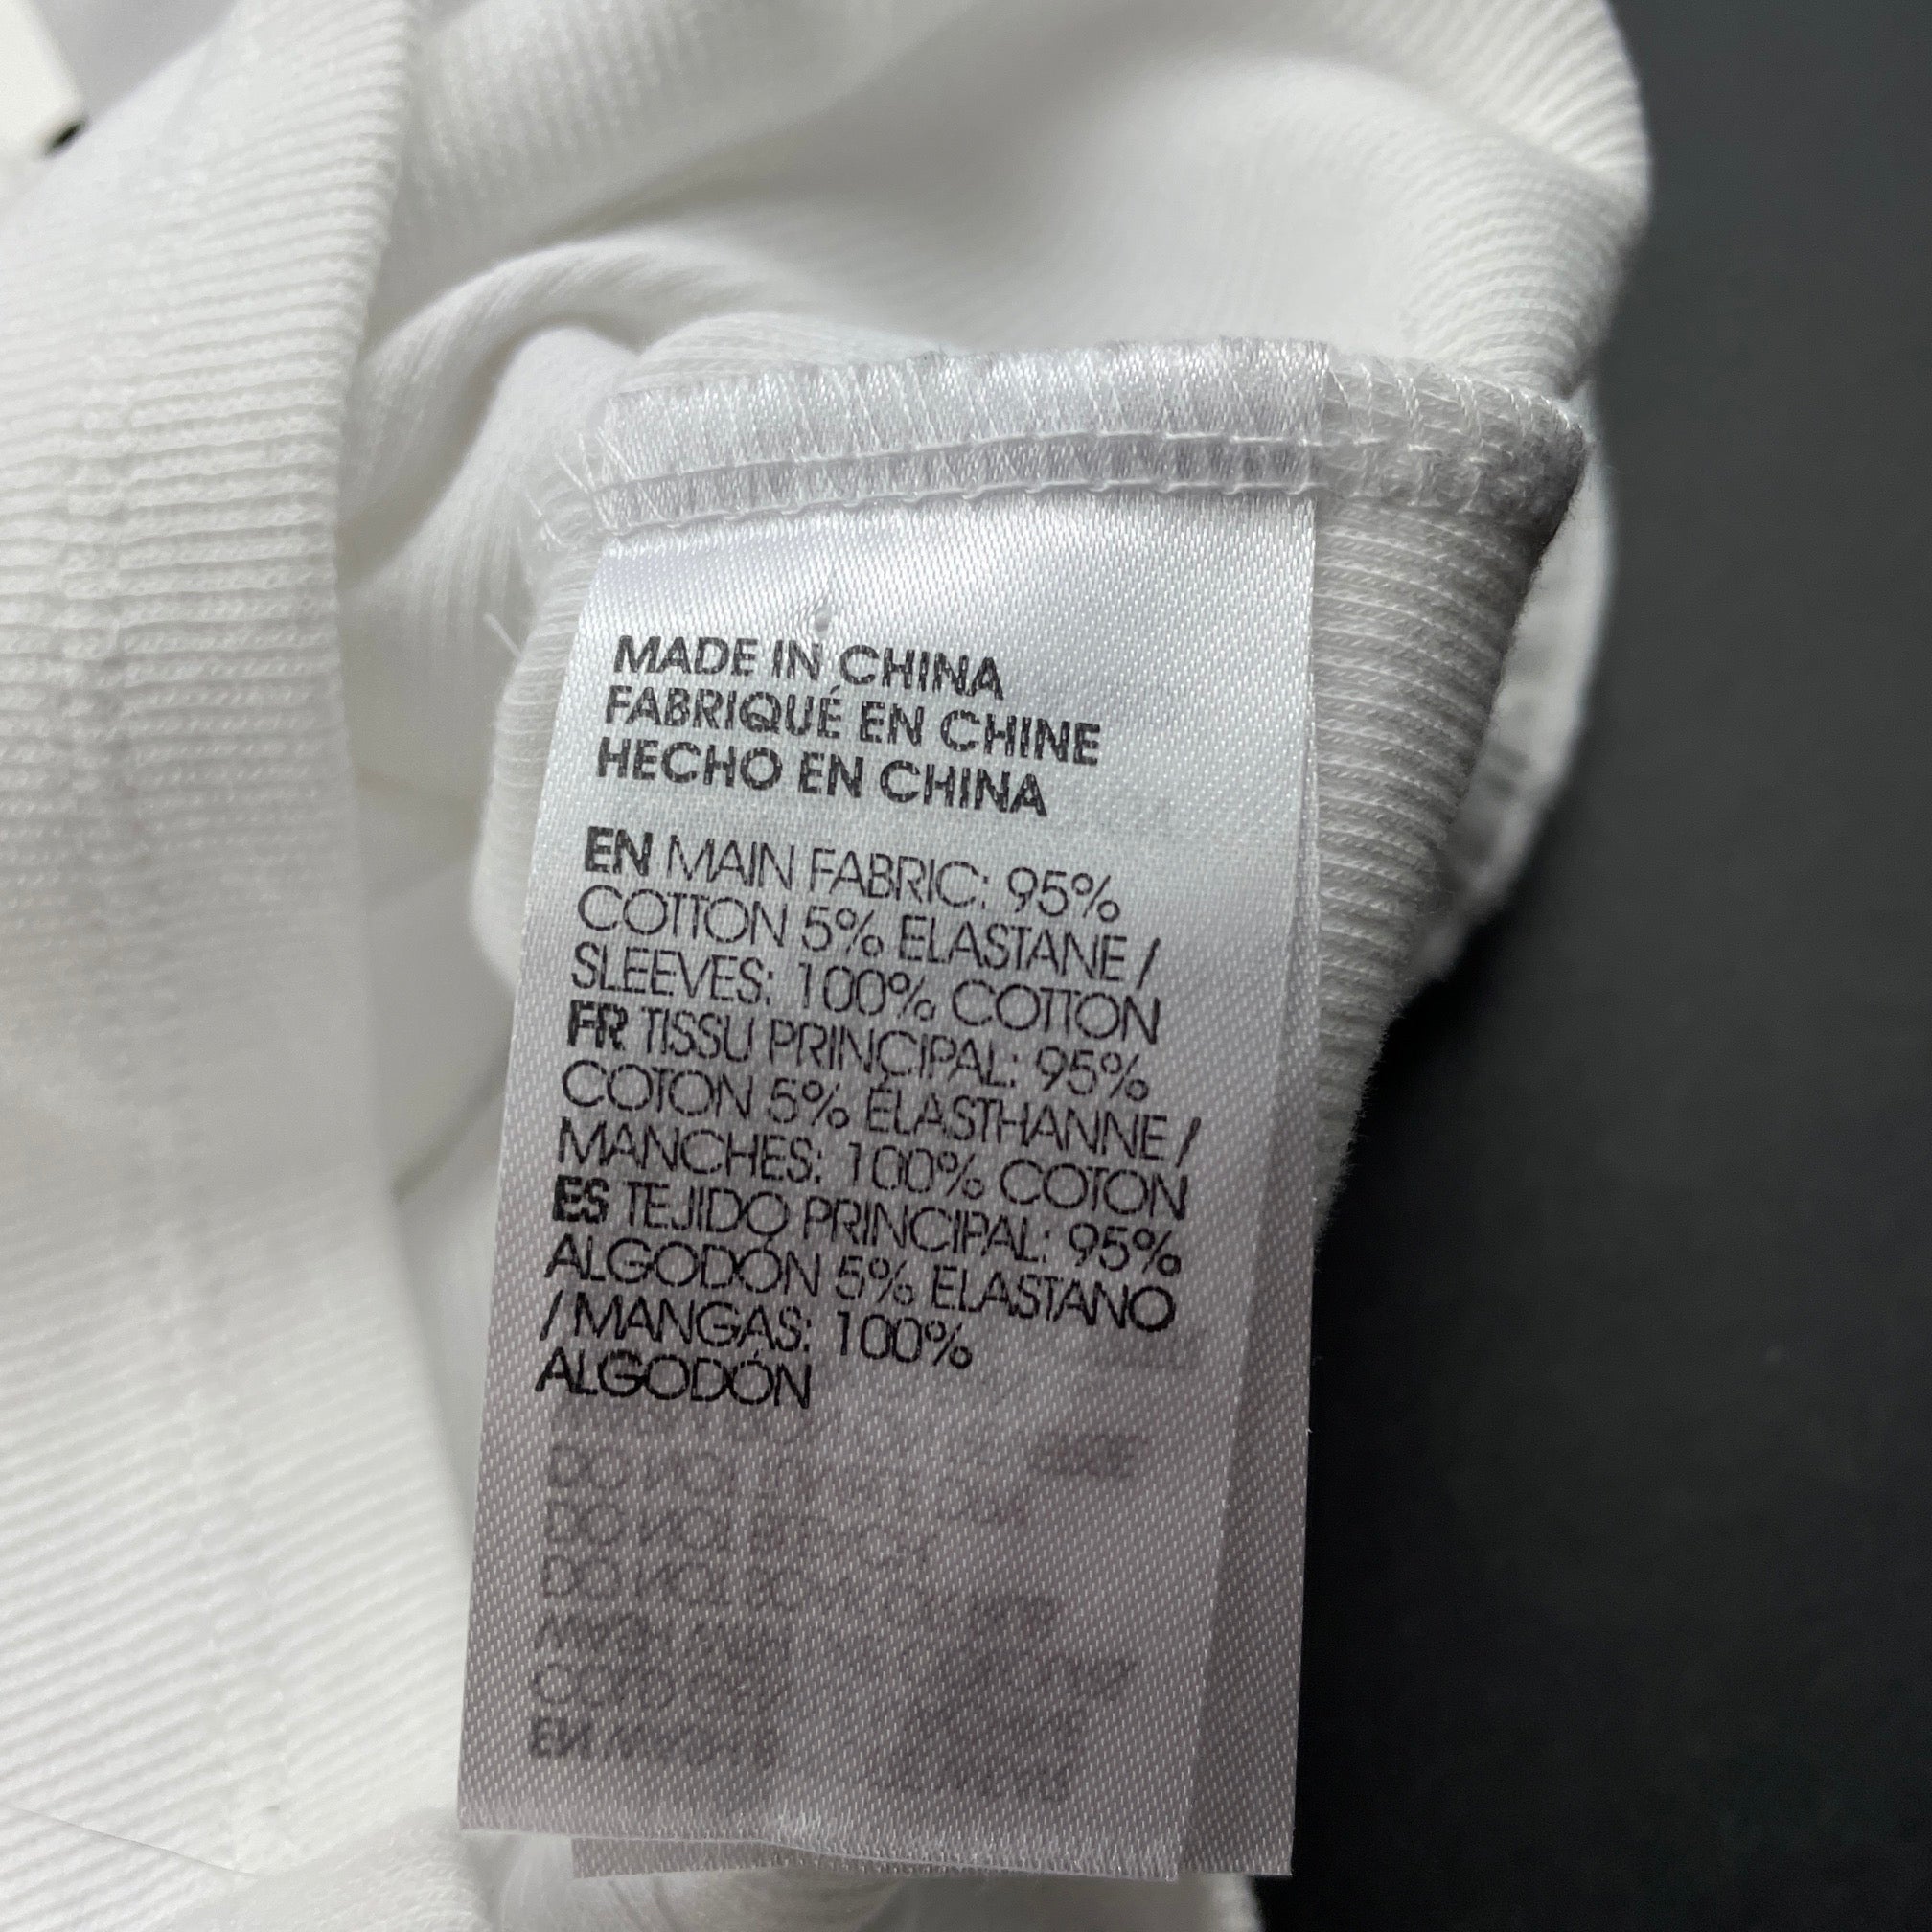 MADE IN CHINA
FABRIQUÉ EN CHINE
HECHO EN CHINA
EN MAIN FABRIC: 95%
COTTON 5% ELASTANE /
SLEEVES: 100% COTTON
FR TISSU PRINCIPAL: 95%
COTON 5% ÉLASTHANNE /
MANCHES: 100% COTON
ES TEJIDO PRINCIPAL: 95%
ALGODÓN 5% ELASTANO
/ MANGAS: 100%
ALGODÓN